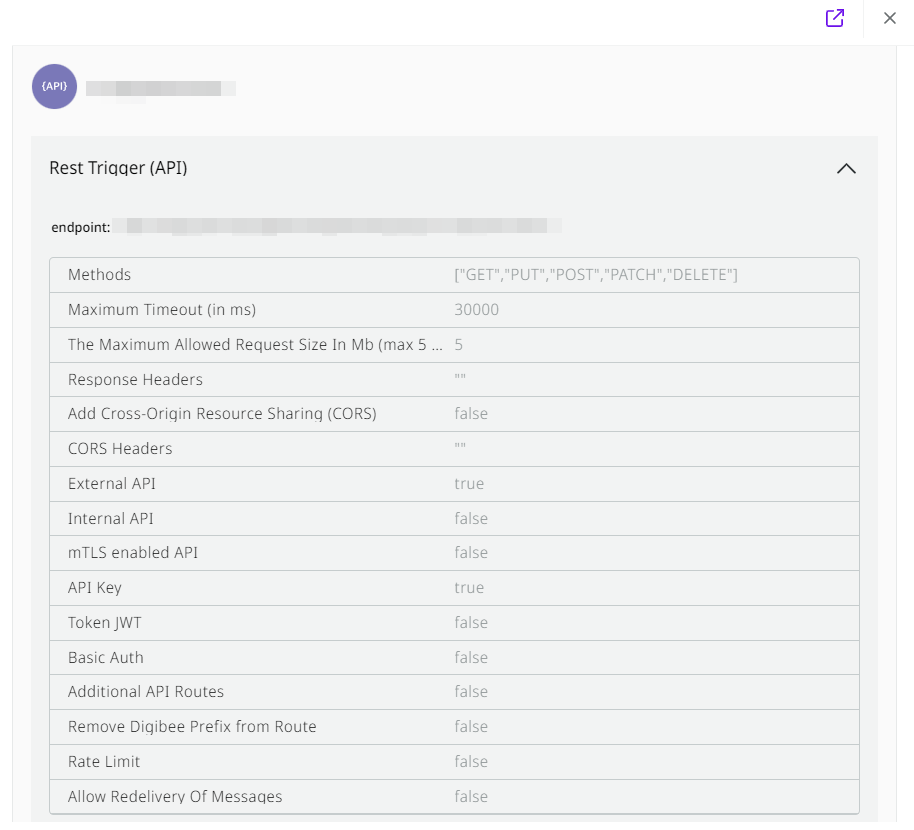 {API}
Rest Trigger (API)
endpoint:
Methods ["GET","PUT","POST","PATCH","DELETE"]
Maximum Timeout (in ms) 30000
The Maximum Allowed Request Size In Mb (max 5 ... 5
Response Headers ""
Add Cross-Origin Resource Sharing (CORS) false
CORS Headers ""
External API true
Internal API false
mTLS enabled API false
API Key true
Token JWT false
Basic Auth false
Additional API Routes false
Remove Digibee Prefix from Route false
Rate Limit false
Allow Redelivery Of Messages false